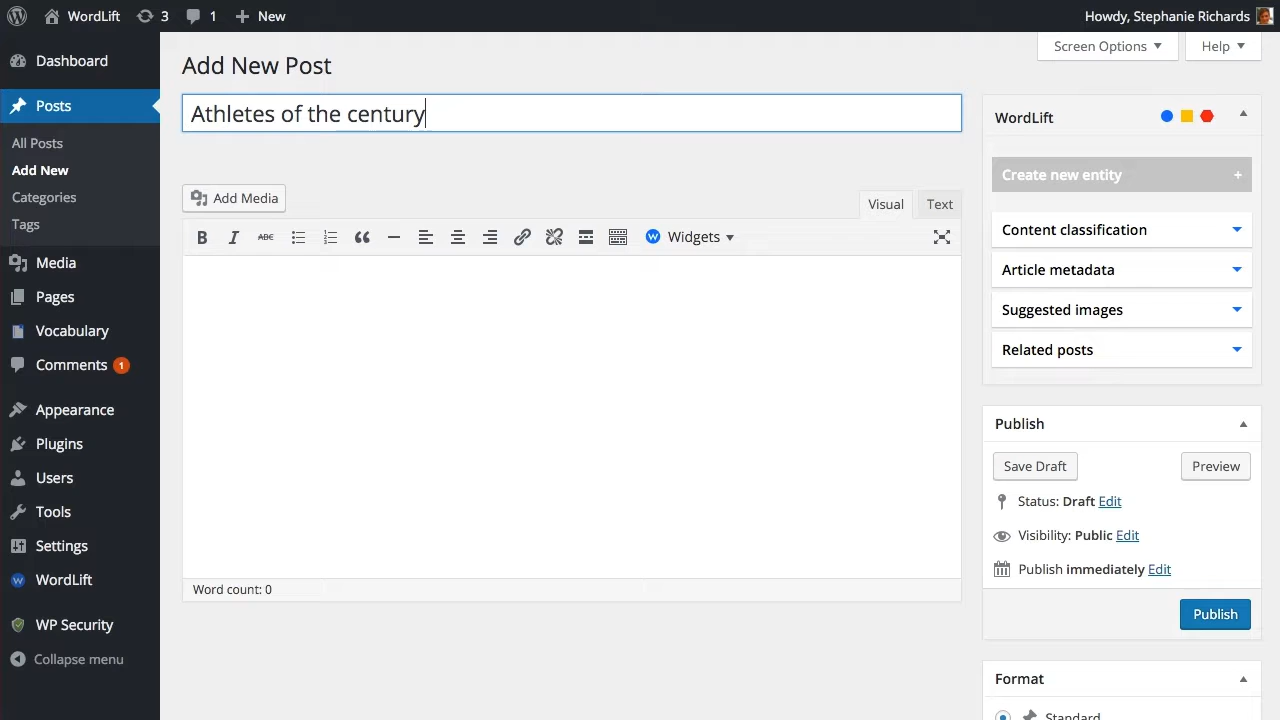 WordLift 3 1 New Howdy, Stephanie Richards
Screen Options Help
Dashboard
Posts
All Posts
Add New
Categories
Tags
Media
Pages
Vocabulary
Comments 1
Appearance
Plugins
Users
Tools
Settings
WordLift
WP Security
Collapse menu
Add New Post
Athletes of the century
Add Media
Visual Text
B I ABC Widgets
Word count: 0
WordLift
Create new entity +
Content classification
Article metadata
Suggested images
Related posts
Publish
Save Draft Preview
Status: Draft Edit
Visibility: Public Edit
Publish immediately Edit
Publish
Format
Standard